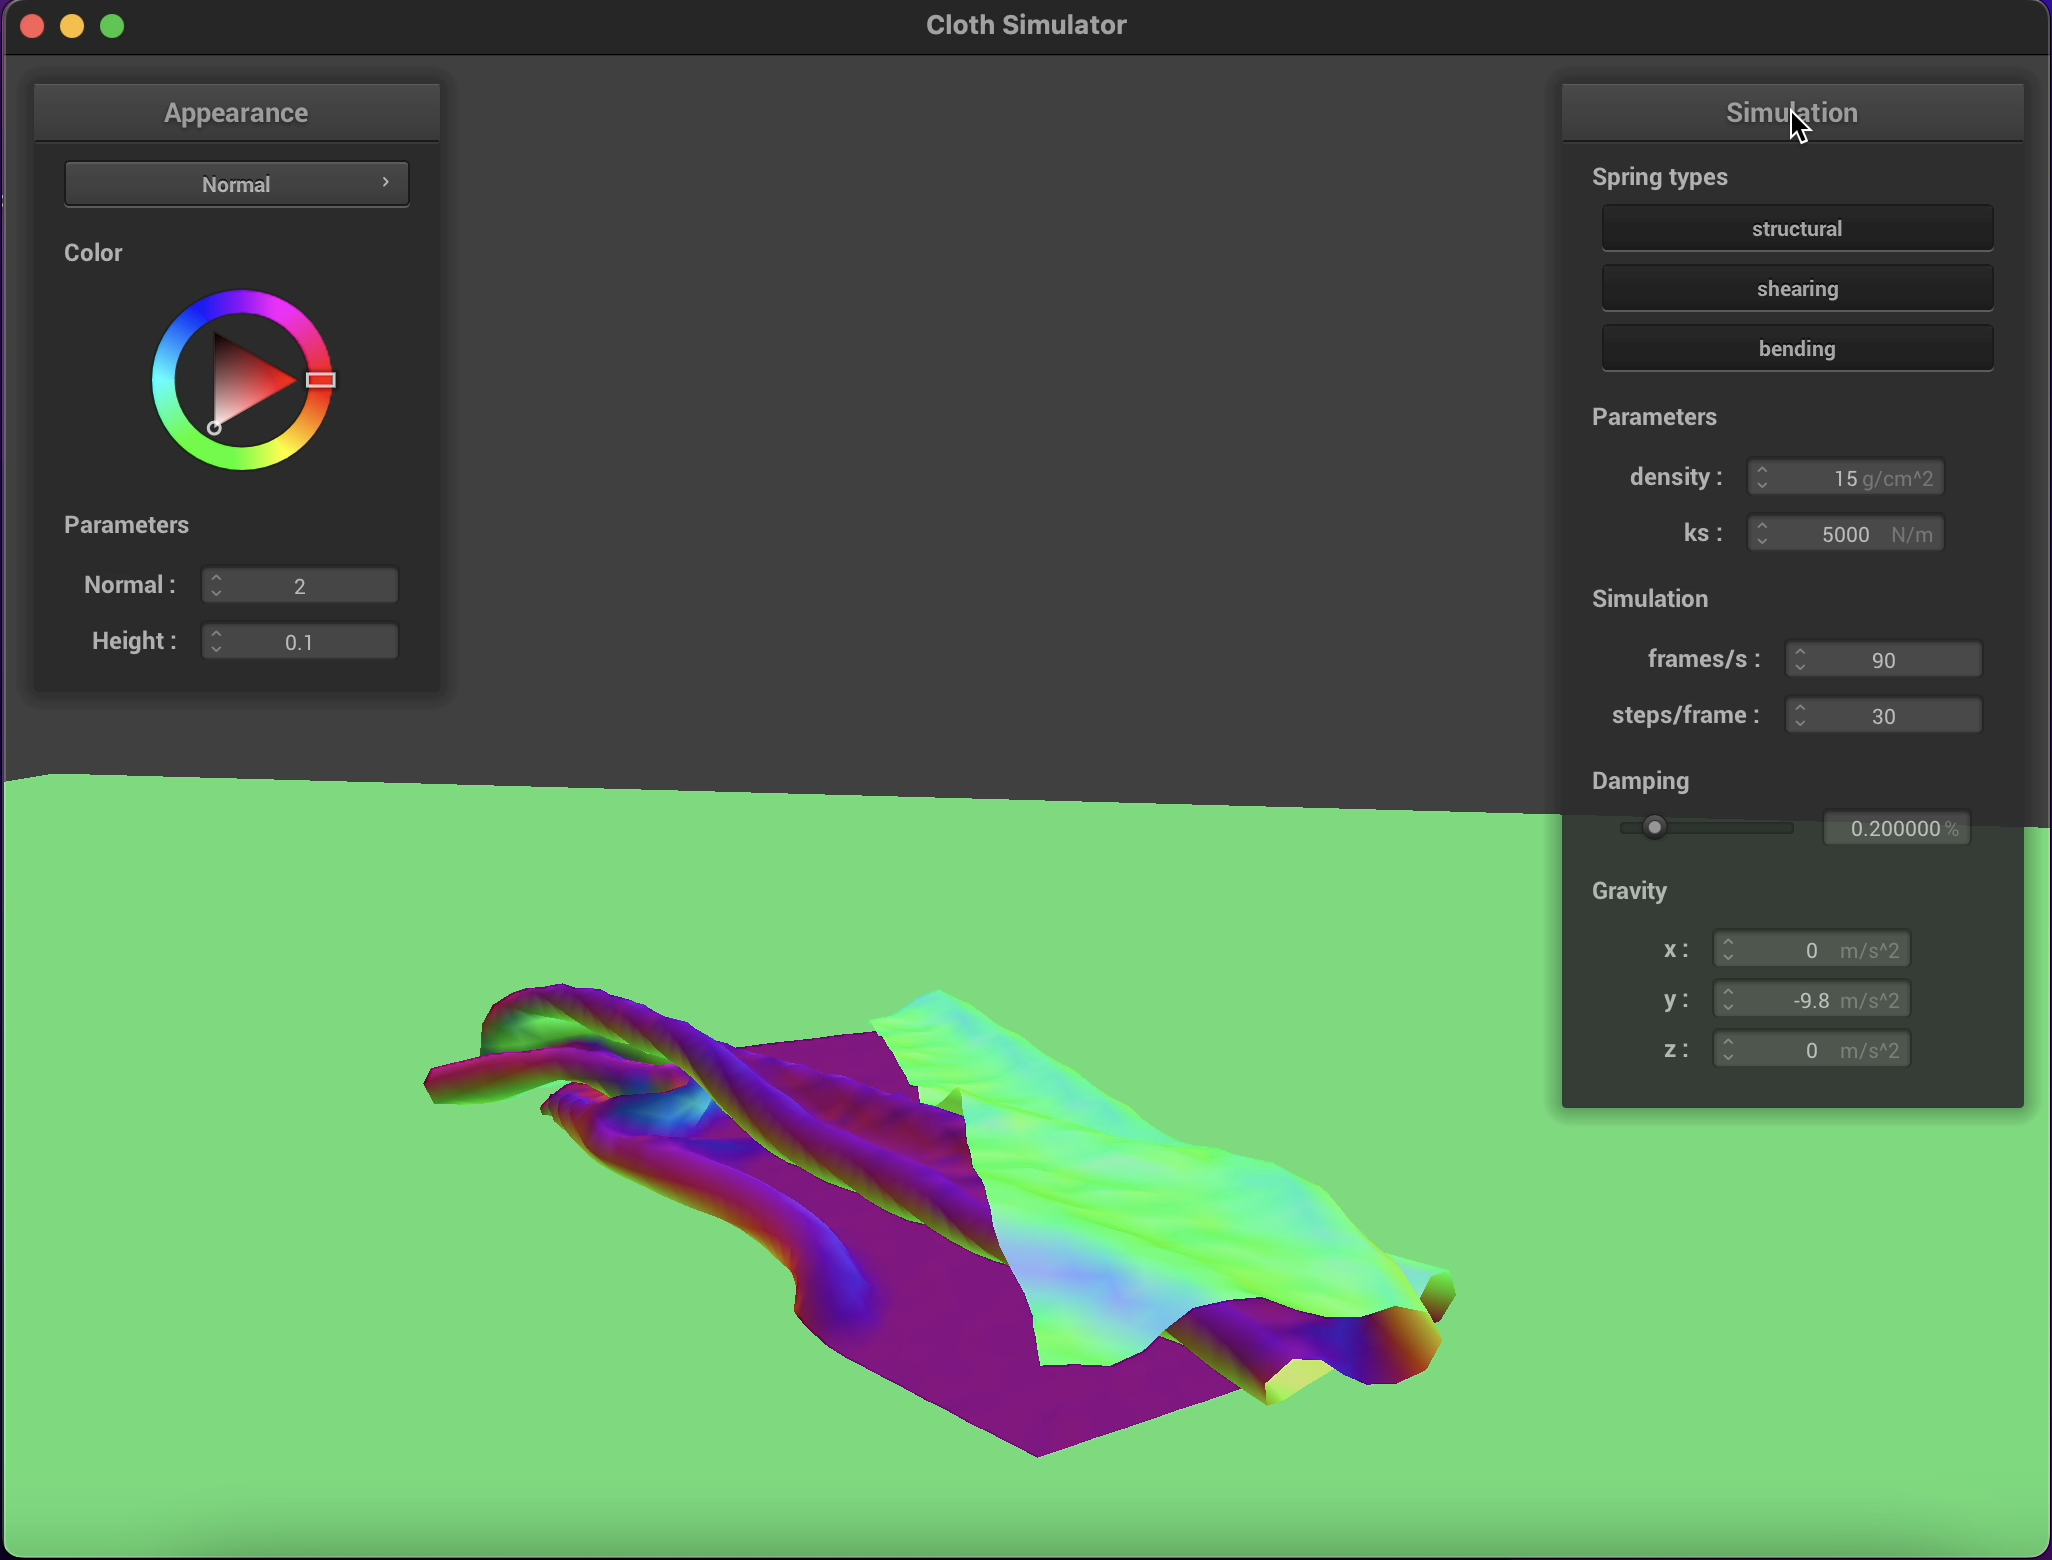 Cloth Simulator
Appearance
Normal
Color
Parameters
Normal : 2
Height : 0.1
Simulation
Spring types
structural
shearing
bending
Parameters
density : 15 g/cm^2
ks : 5000 N/m
Simulation
frames/s : 90
steps/frame : 30
Damping
0.200000 %
Gravity
x : 0 m/s^2
y : -9.8 m/s^2
z : 0 m/s^2